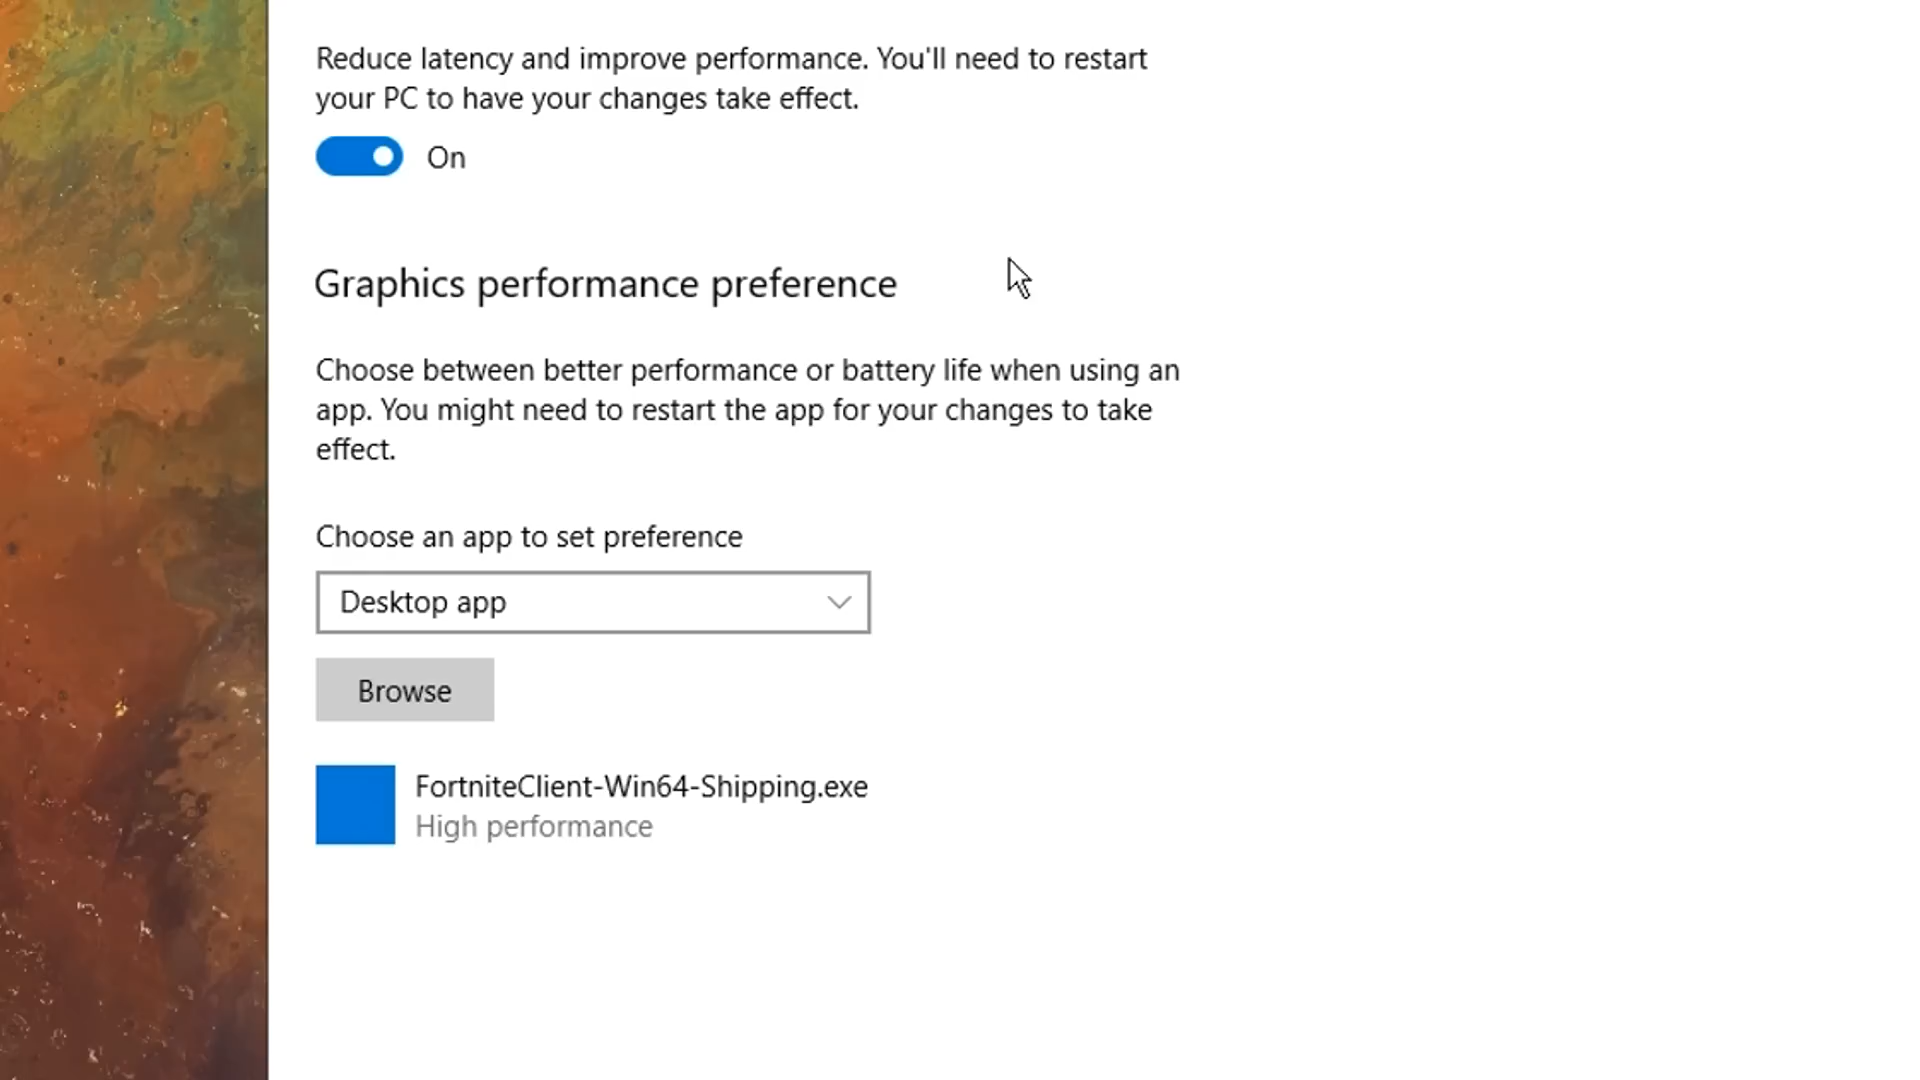 Reduce latency and improve performance. You'll need to restart
your PC to have your changes take effect.
On
Graphics performance preference
Choose between better performance or battery life when using an
app. You might need to restart the app for your changes to take
effect.
Choose an app to set preference
Desktop app
Browse
FortniteClient-Win64-Shipping.exe
High performance